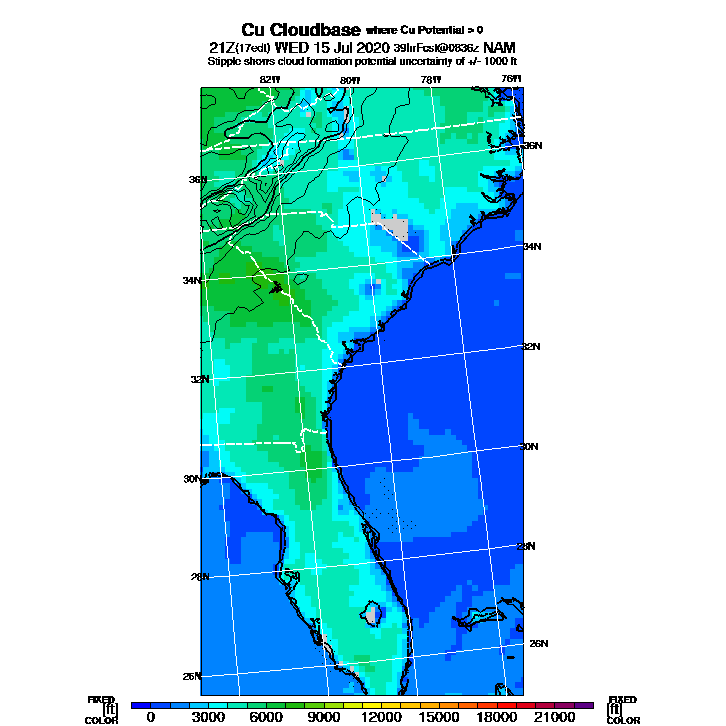 Cu Cloudbase where Cu Potential > 0
21Z(17edt) WED 15 Jul 2020 39hrFcst@0836z NAM
Stipple shows cloud formation potential uncertainty of +/- 1000 ft
82W 80W 78W 76W
36N
36N
34N
34N
32N
32N
30N
30N
28N
28N
26N
26N
FIXED FIXED
[ft] [ft]
COLOR COLOR
0 3000 6000 9000 12000 15000 18000 21000